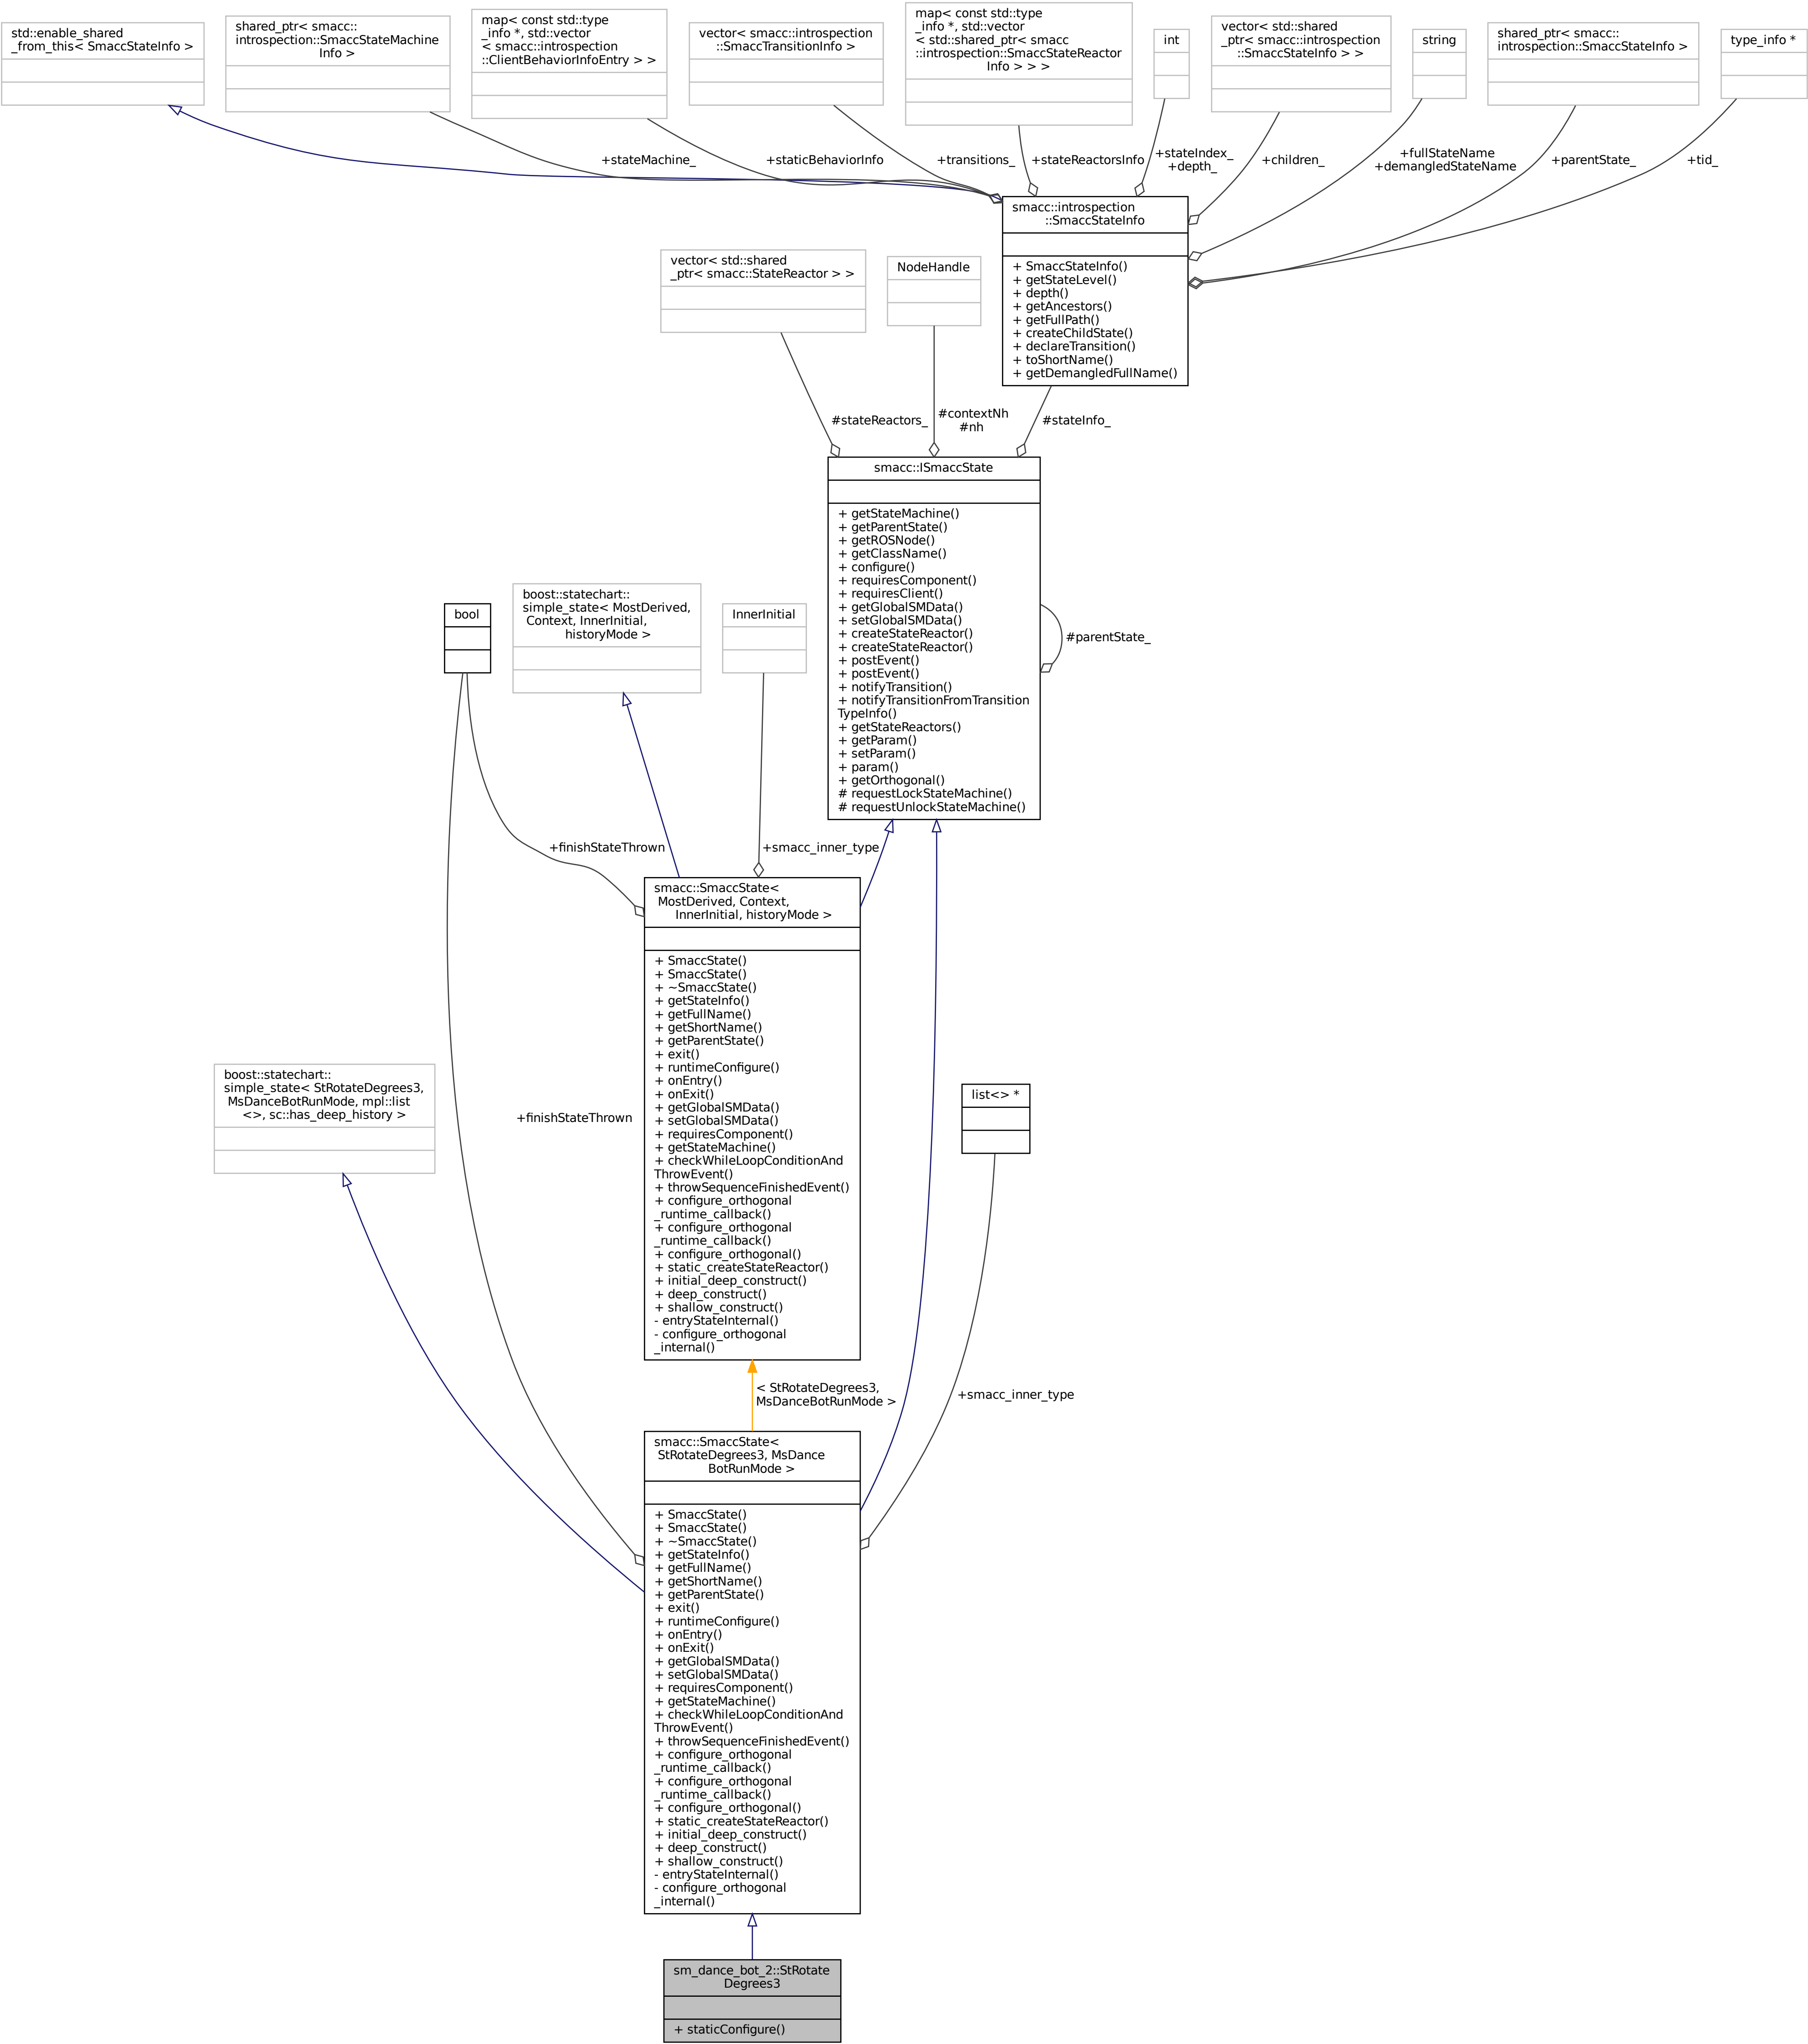 std::enable_shared
_from_this< SmaccStateInfo >
shared_ptr< smacc::
introspection::SmaccStateMachine
Info >
map< const std::type
_info *, std::vector
< smacc::introspection
::ClientBehaviorInfoEntry > >
vector< smacc::introspection
::SmaccTransitionInfo >
map< const std::type
_info *, std::vector
< std::shared_ptr< smacc
::introspection::SmaccStateReactor
Info > > >
int
vector< std::shared
_ptr< smacc::introspection
::SmaccStateInfo > >
string
shared_ptr< smacc::
introspection::SmaccStateInfo >
type_info *
+stateMachine_
+staticBehaviorInfo
+transitions_
+stateReactorsInfo
+stateIndex_
+depth_
+children_
+fullStateName
+demangledStateName
+parentState_
+tid_
smacc::introspection
::SmaccStateInfo
+ SmaccStateInfo()
+ getStateLevel()
+ depth()
+ getAncestors()
+ getFullPath()
+ createChildState()
+ declareTransition()
+ toShortName()
+ getDemangledFullName()
vector< std::shared
_ptr< smacc::StateReactor > >
NodeHandle
#stateReactors_
#contextNh
#nh
#stateInfo_
smacc::ISmaccState
+ getStateMachine()
+ getParentState()
+ getROSNode()
+ getClassName()
+ configure()
+ requiresComponent()
+ requiresClient()
+ getGlobalSMData()
+ setGlobalSMData()
+ createStateReactor()
+ createStateReactor()
+ postEvent()
+ postEvent()
+ notifyTransition()
+ notifyTransitionFromTransition
TypeInfo()
+ getStateReactors()
+ getParam()
+ setParam()
+ param()
+ getOrthogonal()
# requestLockStateMachine()
# requestUnlockStateMachine()
#parentState_
bool
boost::statechart::
simple_state< MostDerived,
Context, InnerInitial,
historyMode >
InnerInitial
+finishStateThrown
+smacc_inner_type
smacc::SmaccState<
MostDerived, Context,
InnerInitial, historyMode >
+ SmaccState()
+ SmaccState()
+ ~SmaccState()
+ getStateInfo()
+ getFullName()
+ getShortName()
+ getParentState()
+ exit()
+ runtimeConfigure()
+ onEntry()
+ onExit()
+ getGlobalSMData()
+ setGlobalSMData()
+ requiresComponent()
+ getStateMachine()
+ checkWhileLoopConditionAnd
ThrowEvent()
+ throwSequenceFinishedEvent()
+ configure_orthogonal
_runtime_callback()
+ configure_orthogonal
_runtime_callback()
+ configure_orthogonal()
+ static_createStateReactor()
+ initial_deep_construct()
+ deep_construct()
+ shallow_construct()
- entryStateInternal()
- configure_orthogonal
_internal()
boost::statechart::
simple_state< StRotateDegrees3,
MsDanceBotRunMode, mpl::list
<>, sc::has_deep_history >
+finishStateThrown
list<> *
< StRotateDegrees3,
MsDanceBotRunMode >
+smacc_inner_type
smacc::SmaccState<
StRotateDegrees3, MsDance
BotRunMode >
+ SmaccState()
+ SmaccState()
+ ~SmaccState()
+ getStateInfo()
+ getFullName()
+ getShortName()
+ getParentState()
+ exit()
+ runtimeConfigure()
+ onEntry()
+ onExit()
+ getGlobalSMData()
+ setGlobalSMData()
+ requiresComponent()
+ getStateMachine()
+ checkWhileLoopConditionAnd
ThrowEvent()
+ throwSequenceFinishedEvent()
+ configure_orthogonal
_runtime_callback()
+ configure_orthogonal
_runtime_callback()
+ configure_orthogonal()
+ static_createStateReactor()
+ initial_deep_construct()
+ deep_construct()
+ shallow_construct()
- entryStateInternal()
- configure_orthogonal
_internal()
sm_dance_bot_2::StRotate
Degrees3
+ staticConfigure()